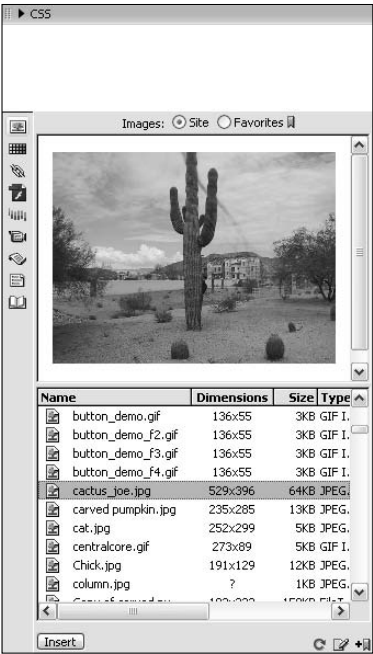 CSS
Images: Site Favorites
Name Dimensions Size Type
button_demo.gif 136x55 3KB GIF I.
button_demo_f2.gif 136x55 3KB GIF I.
button_demo_f3.gif 136x55 3KB GIF I.
button_demo_f4.gif 136x55 3KB GIF I.
cactus_joe.jpg 529x396 64KB JPEG.
carved pumpkin.jpg 235x285 13KB JPEG.
cat.jpg 252x299 5KB JPEG.
centralcore.gif 273x89 5KB GIF I.
Chick.jpg 191x129 12KB JPEG.
column.jpg ? 1KB JPEG.
Insert